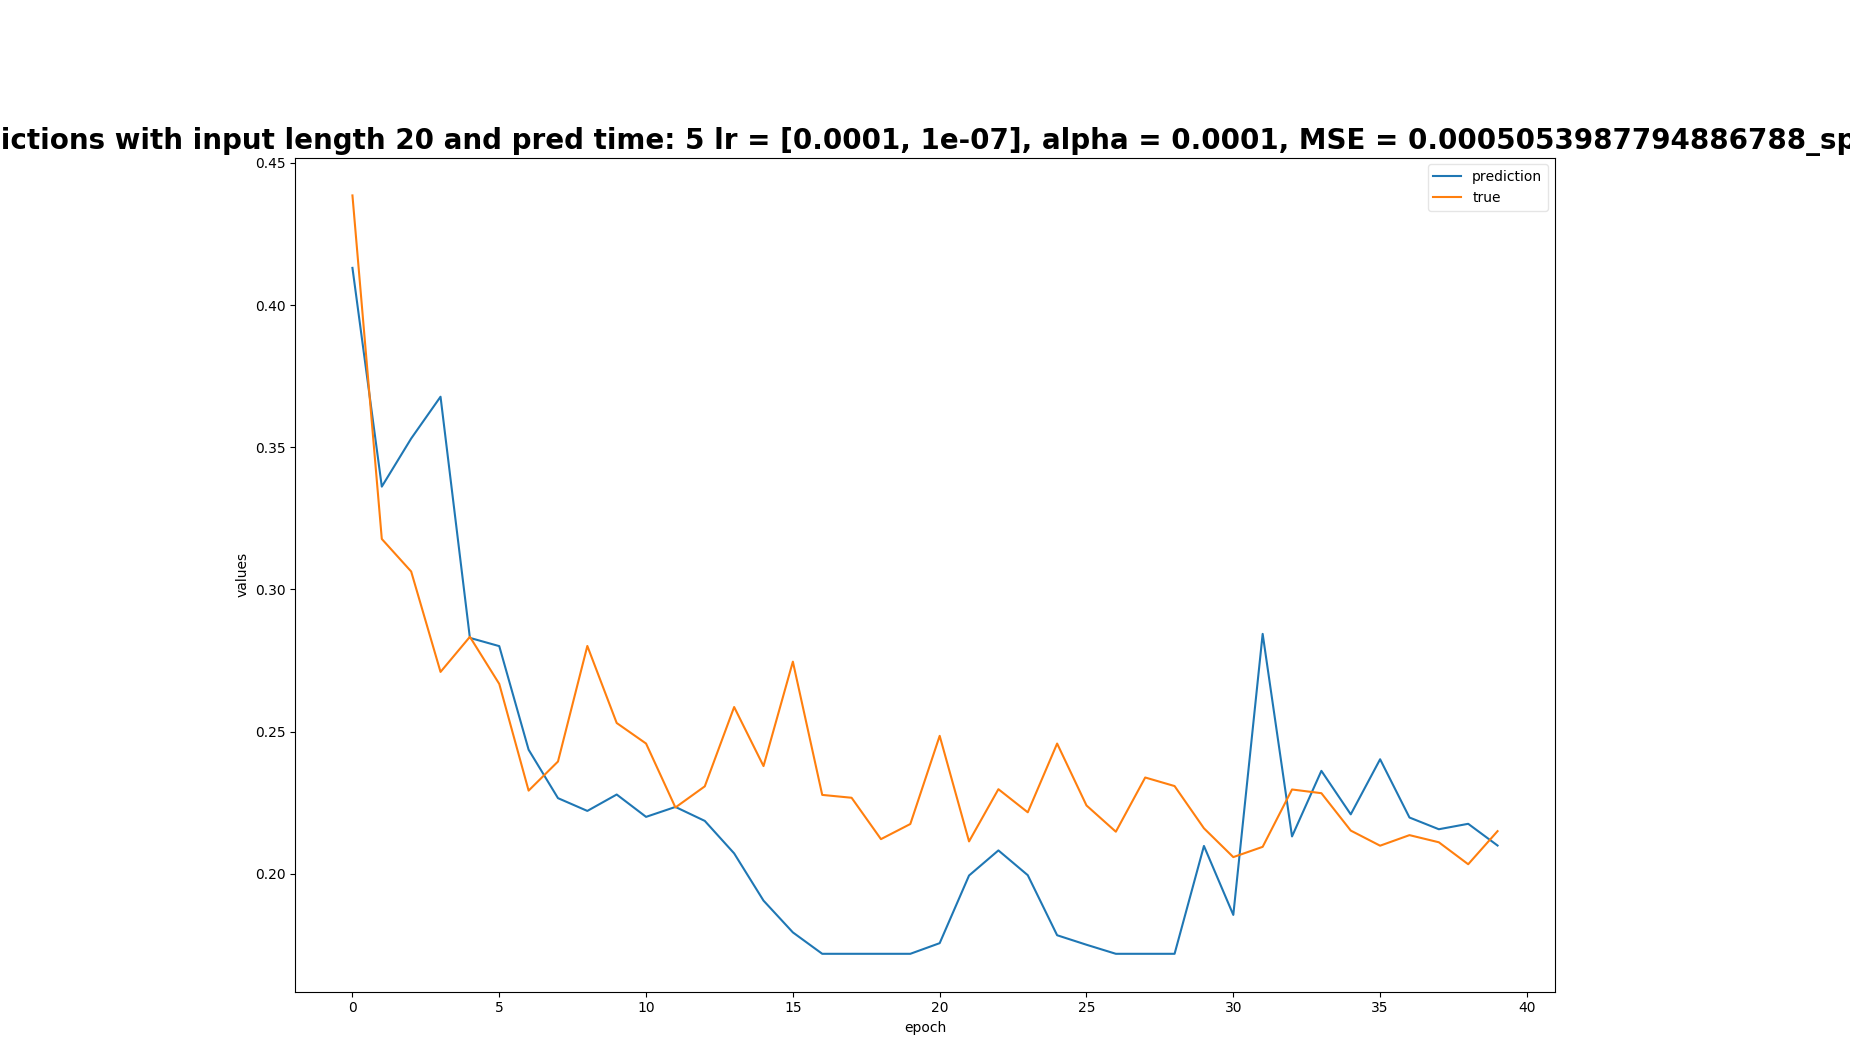 ictions with input length 20 and pred time: 5 lr = [0.0001, 1e-07], alpha = 0.0001, MSE = 0.0005053987794886788_sp
prediction
true
0.45
0.40
0.35
0.30
0.25
0.20
values
0 5 10 15 20 25 30 35 40
epoch